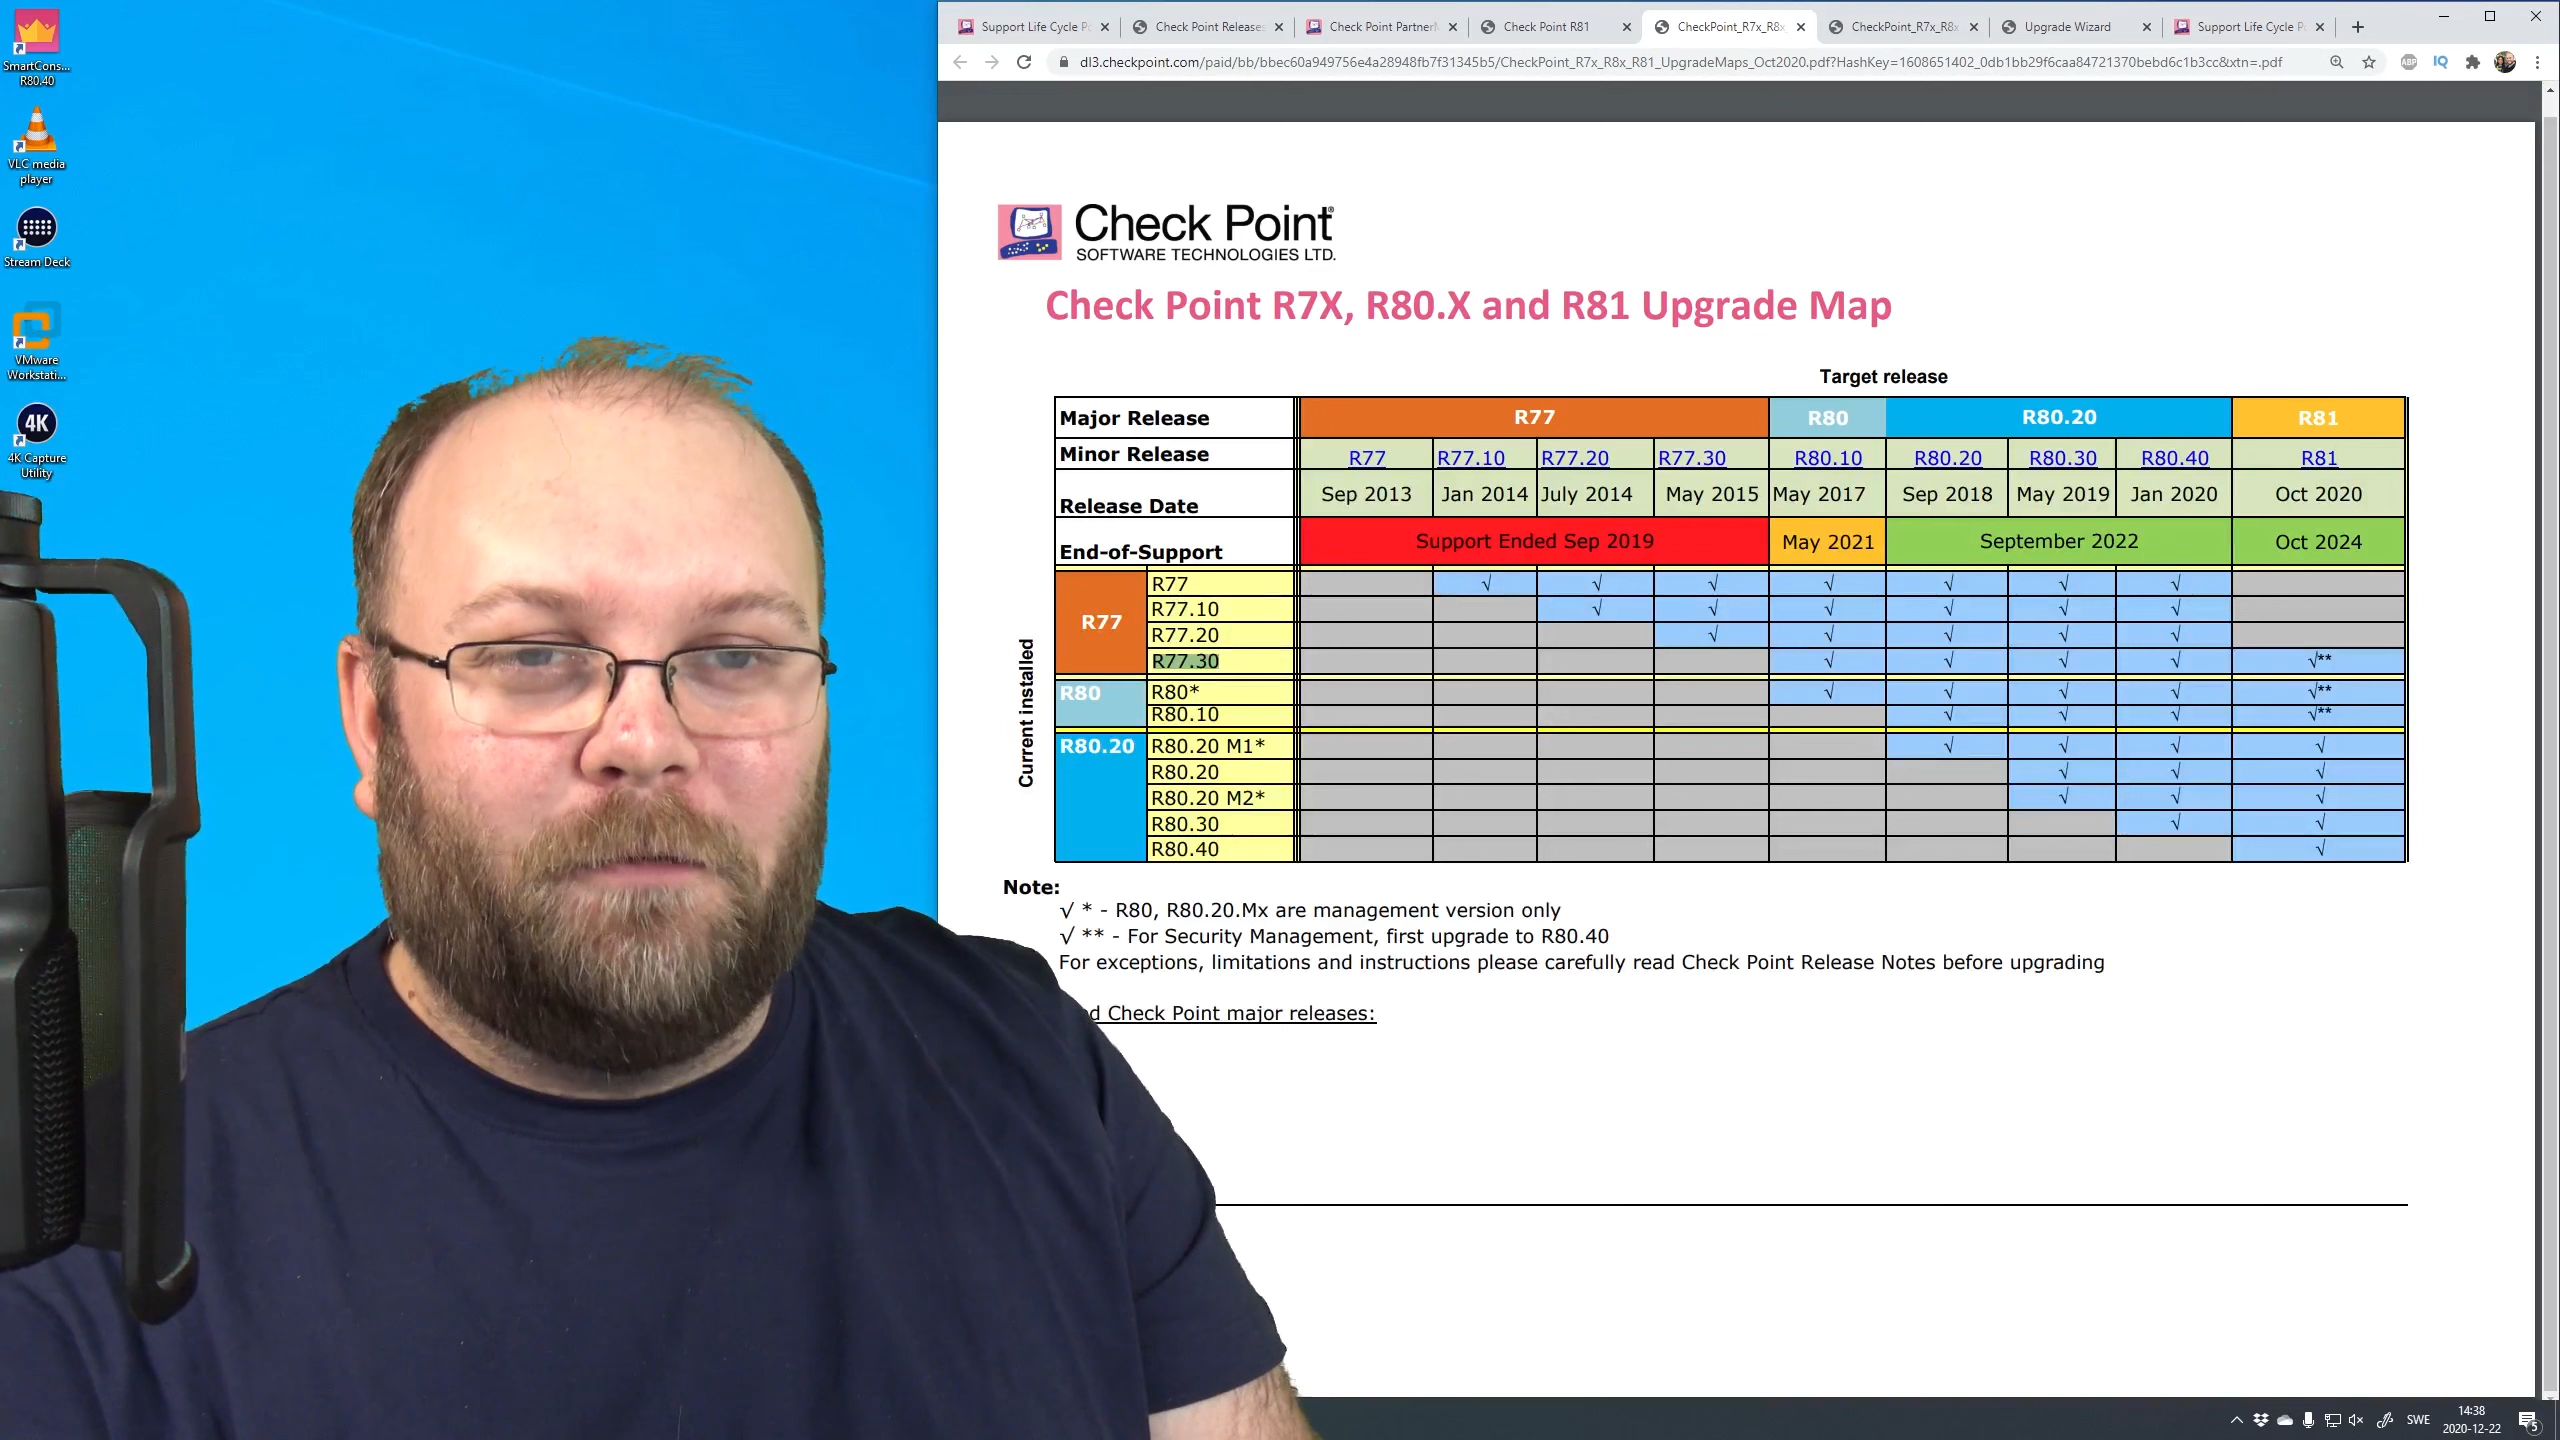 SmartCons...
R80.40
VLC media
player
Stream Deck
VMware
Workstati...
4K
4K Capture
Utility
Support Life Cycle Po
Check Point Releases
Check Point PartnerM
Check Point R81
CheckPoint_R7x_R8x_
CheckPoint_R7x_R8x
Upgrade Wizard
Support Life Cycle Po
dl3.checkpoint.com/paid/bb/bbec60a949756e4a28948fb7f31345b5/CheckPoint_R7x_R8x_R81_UpgradeMaps_Oct2020.pdf?HashKey=1608651402_0db1bb29f6caa84721370bebd6c1b3cc&xtn=.pdf
ABP
IQ
Check Point®
SOFTWARE TECHNOLOGIES LTD.
Check Point R7X, R80.X and R81 Upgrade Map
Target release
Major Release R77 R80 R80.20 R81
Minor Release R77 R77.10 R77.20 R77.30 R80.10 R80.20 R80.30 R80.40 R81
Release Date Sep 2013 Jan 2014 July 2014 May 2015 May 2017 Sep 2018 May 2019 Jan 2020 Oct 2020
End-of-Support Support Ended Sep 2019 May 2021 September 2022 Oct 2024
Current installed
R77
R77 √ √ √ √ √ √ √
R77.10 √ √ √ √ √ √
R77.20 √ √ √ √ √
R77.30 √ √ √ √ √**
R80
R80* √ √ √ √ √**
R80.10 √ √ √ √**
R80.20
R80.20 M1* √ √ √ √
R80.20 √ √ √
R80.20 M2* √ √ √
R80.30 √ √
R80.40 √
Note:
√ * - R80, R80.20.Mx are management version only
√ ** - For Security Management, first upgrade to R80.40
For exceptions, limitations and instructions please carefully read Check Point Release Notes before upgrading
d Check Point major releases:
SWE
14:38
2020-12-22
5